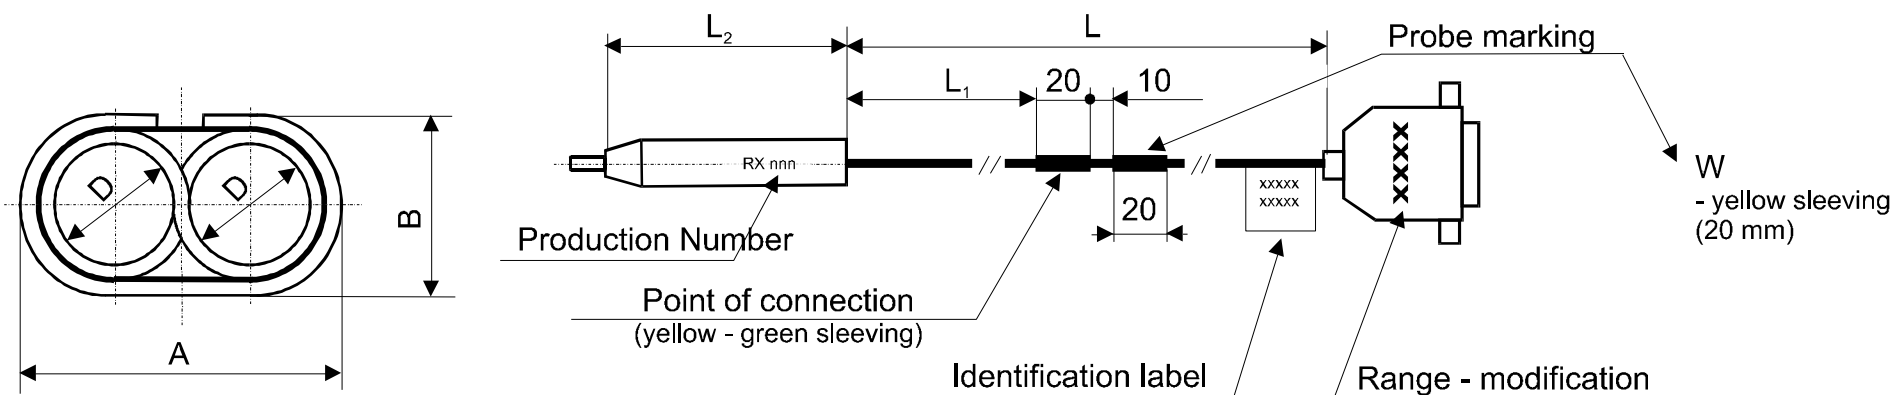 L₂
L
Probe marking
L₁
20
10
RX nnn
xxxxx
xxxxx
XXXX
W
- yellow sleeving
(20 mm)
D
D
B
20
Production Number
Point of connection
(yellow - green sleeving)
A
Identification label
Range - modification